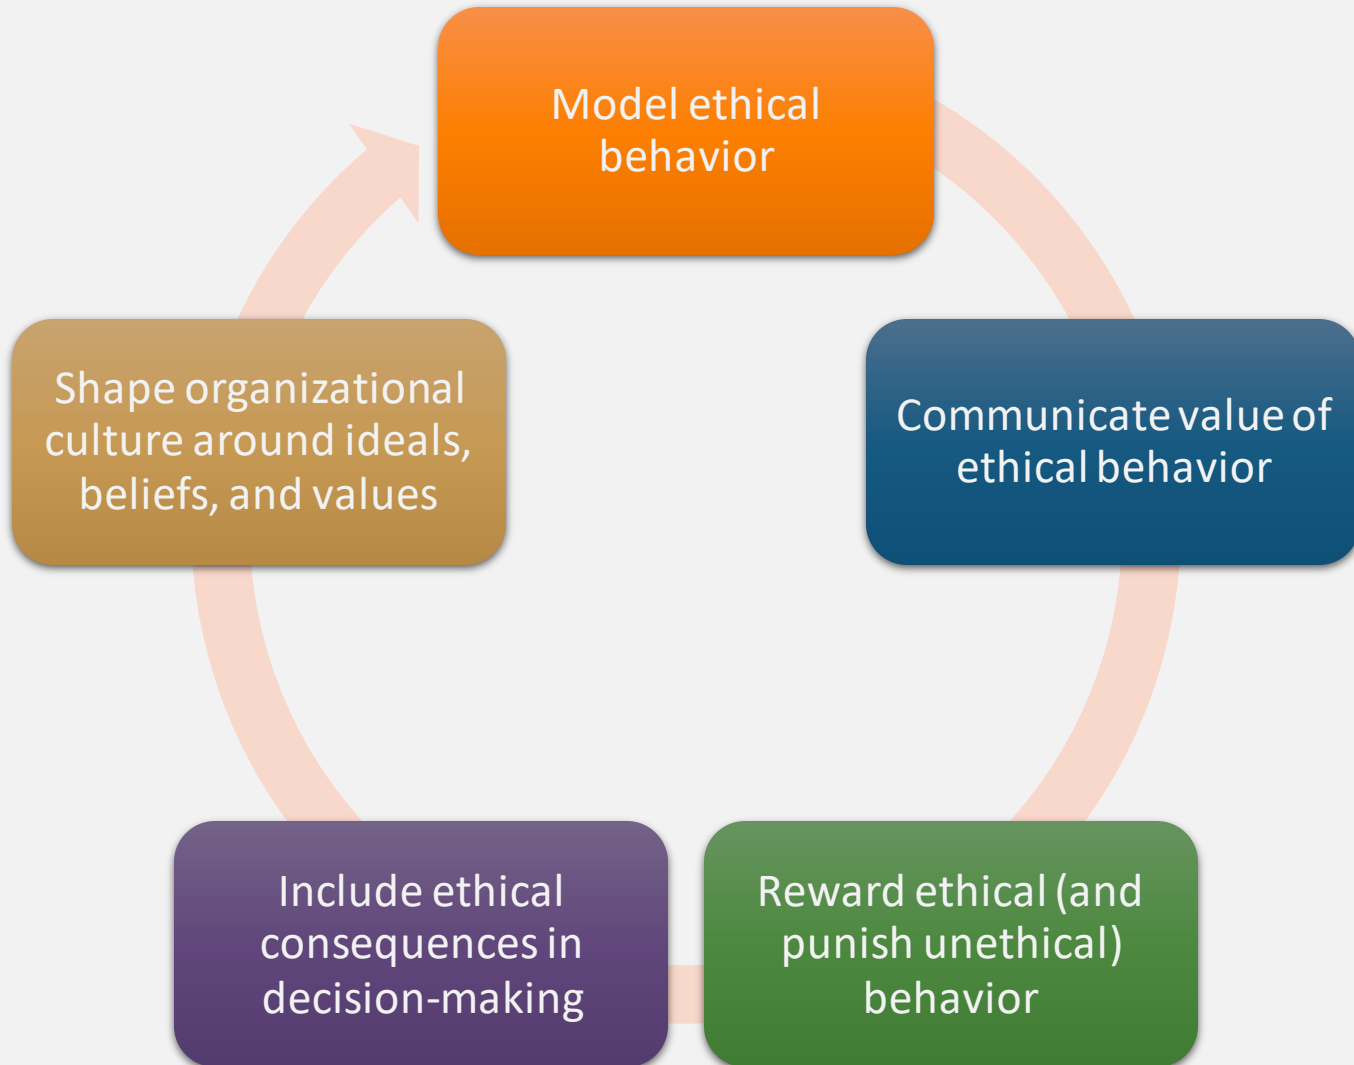 Model ethical
behavior
Communicate value of
ethical behavior
Reward ethical (and
punish unethical)
behavior
Include ethical
consequences in
decision-making
Shape organizational
culture around ideals,
beliefs, and values